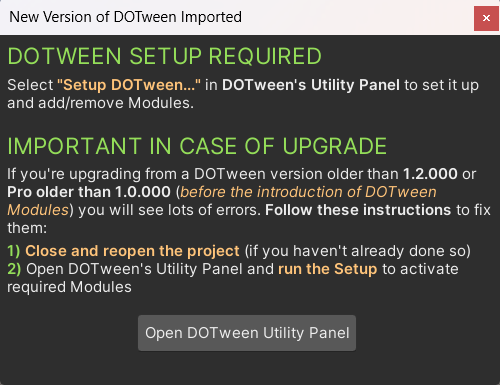 New Version of DOTween Imported
DOTWEEN SETUP REQUIRED
Select "Setup DOTween..." in DOTween's Utility Panel to set it up
and add/remove Modules.
IMPORTANT IN CASE OF UPGRADE
If you're upgrading from a DOTween version older than 1.2.000 or
Pro older than 1.0.000 (before the introduction of DOTween
Modules) you will see lots of errors. Follow these instructions to fix
them:
1) Close and reopen the project (if you haven't already done so)
2) Open DOTween's Utility Panel and run the Setup to activate
required Modules
Open DOTween Utility Panel